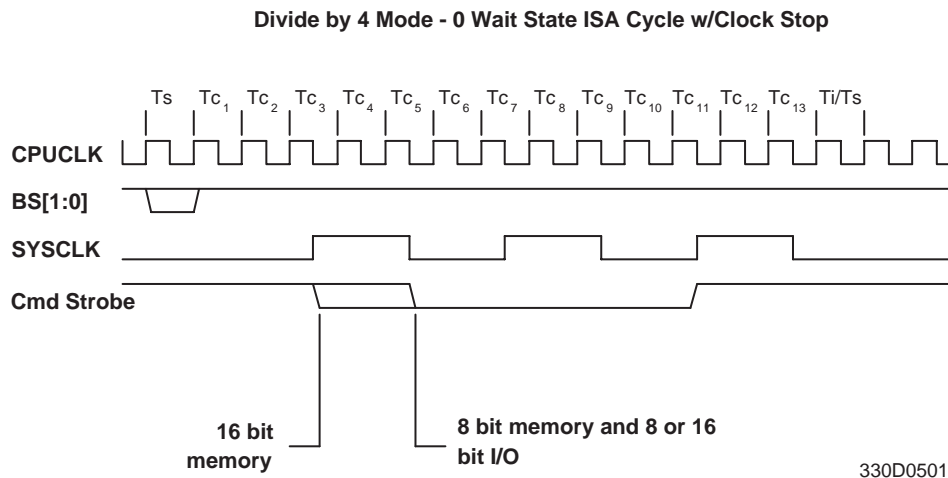 Divide by 4 Mode - 0 Wait State ISA Cycle w/Clock Stop
Ts Tc1 Tc2 Tc3 Tc4 Tc5 Tc6 Tc7 Tc8 Tc9 Tc10 Tc11 Tc12 Tc13 Ti/Ts
CPUCLK
BS[1:0]
SYSCLK
Cmd Strobe
16 bit
memory
8 bit memory and 8 or 16
bit I/O
330D0501